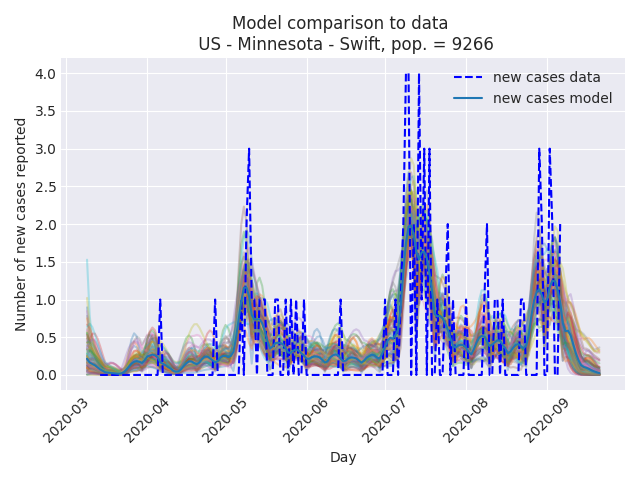 Model comparison to data
US - Minnesota - Swift, pop. = 9266
new cases data
new cases model
Number of new cases reported
4.0
3.5
3.0
2.5
2.0
1.5
1.0
0.5
0.0
2020-03
2020-04
2020-05
2020-06
2020-07
2020-08
2020-09
Day